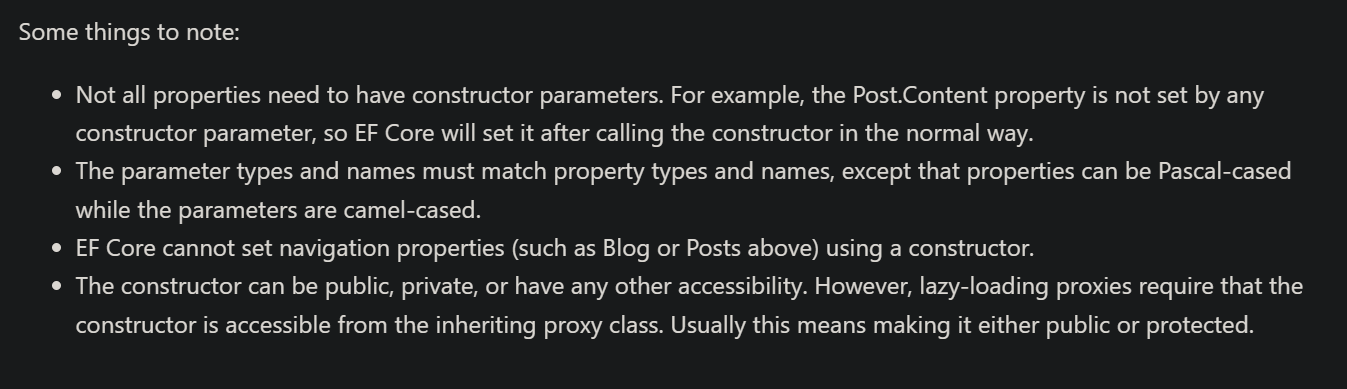 Some things to note:
• Not all properties need to have constructor parameters. For example, the Post.Content property is not set by any
constructor parameter, so EF Core will set it after calling the constructor in the normal way.
• The parameter types and names must match property types and names, except that properties can be Pascal-cased
while the parameters are camel-cased.
• EF Core cannot set navigation properties (such as Blog or Posts above) using a constructor.
• The constructor can be public, private, or have any other accessibility. However, lazy-loading proxies require that the
constructor is accessible from the inheriting proxy class. Usually this means making it either public or protected.